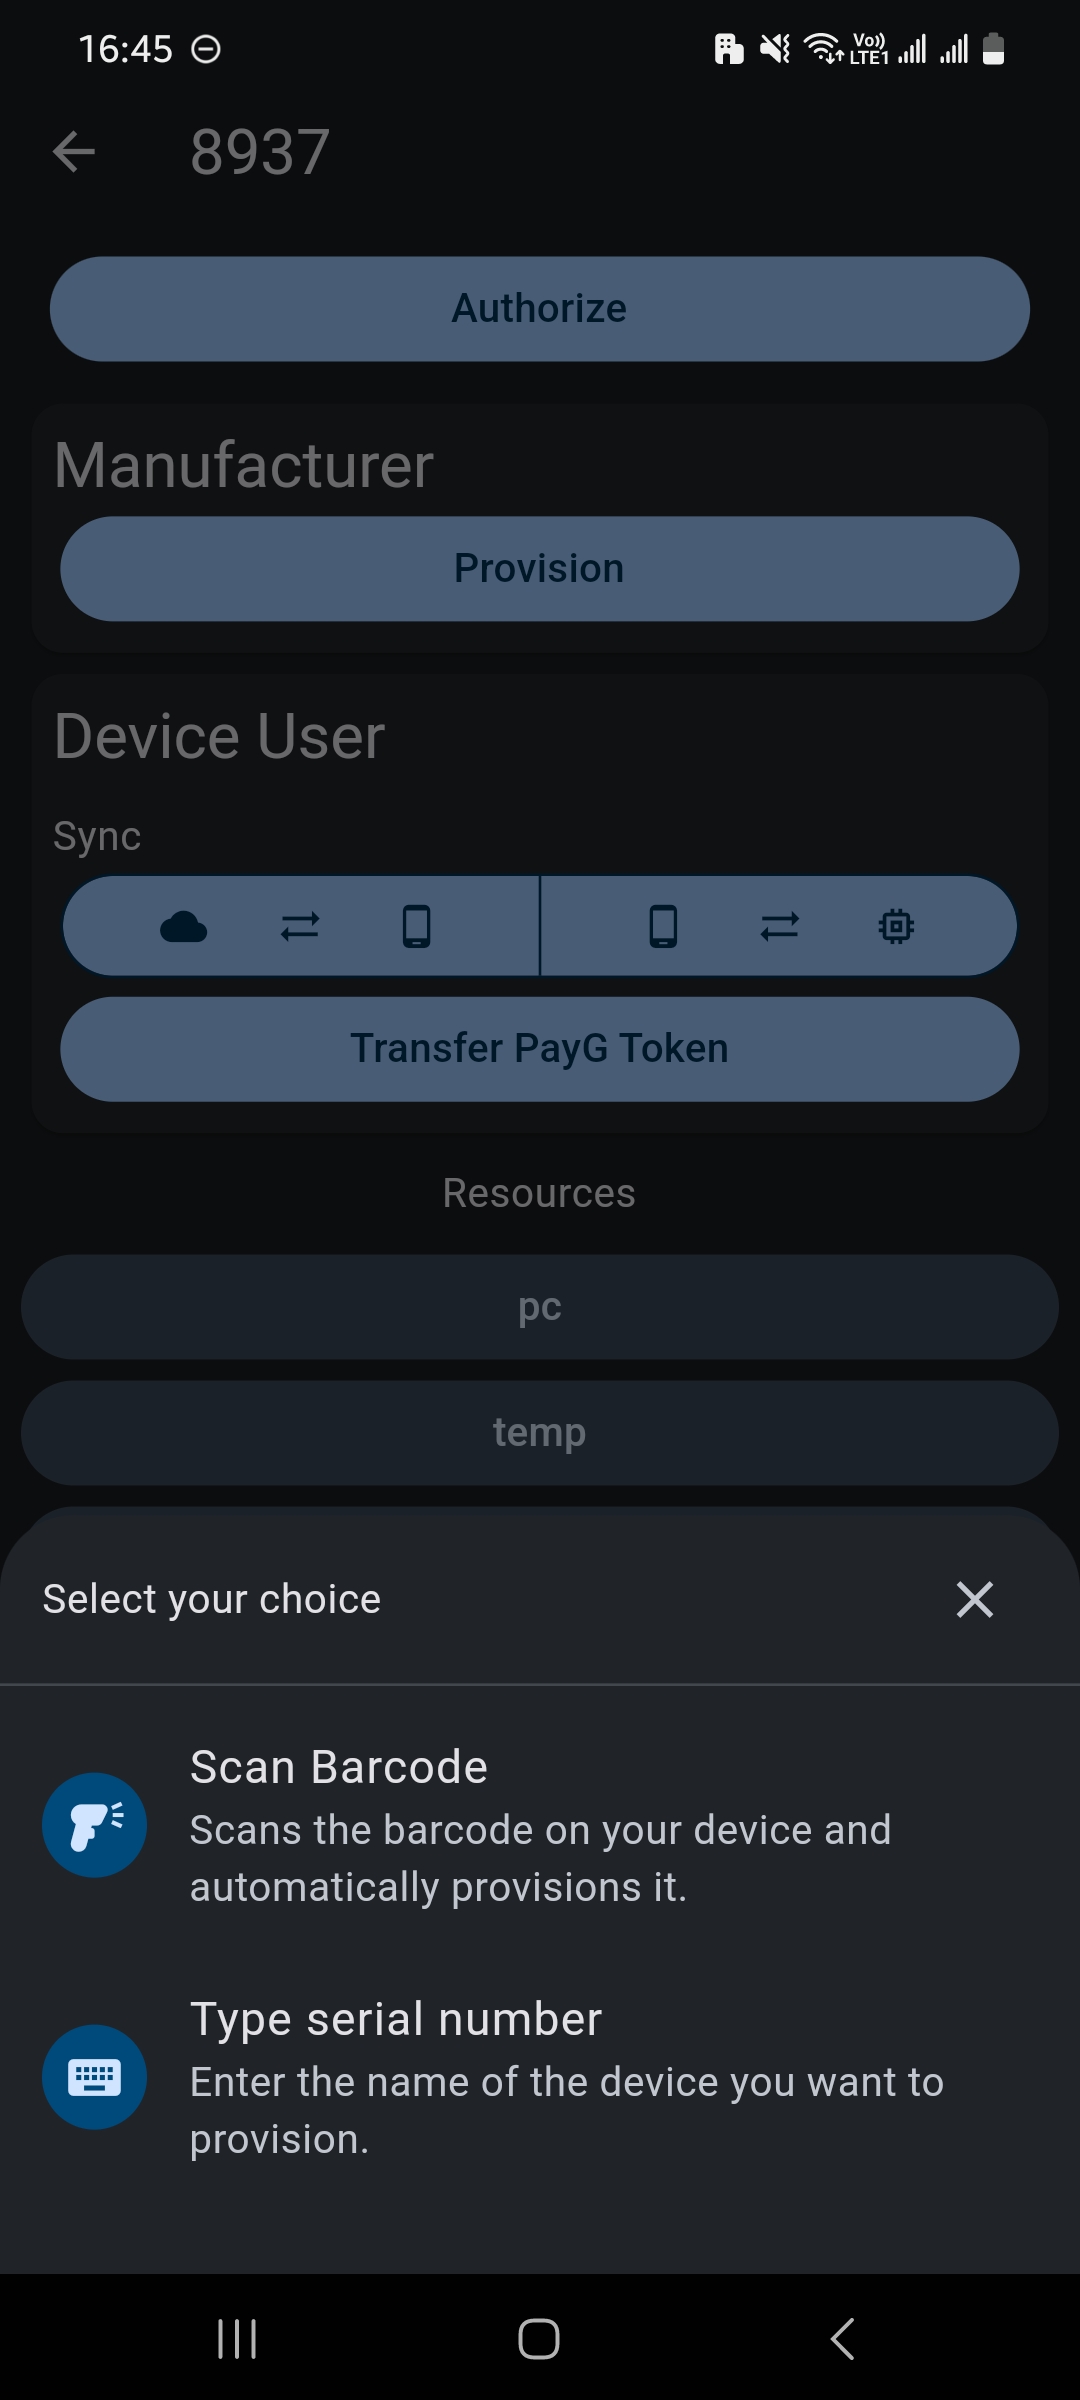 16:45
Vo))
LTE1
8937
Authorize
Manufacturer
Provision
Device User
Sync
Transfer PayG Token
Resources
pc
temp
Select your choice
Scan Barcode
Scans the barcode on your device and
automatically provisions it.
Type serial number
Enter the name of the device you want to
provision.